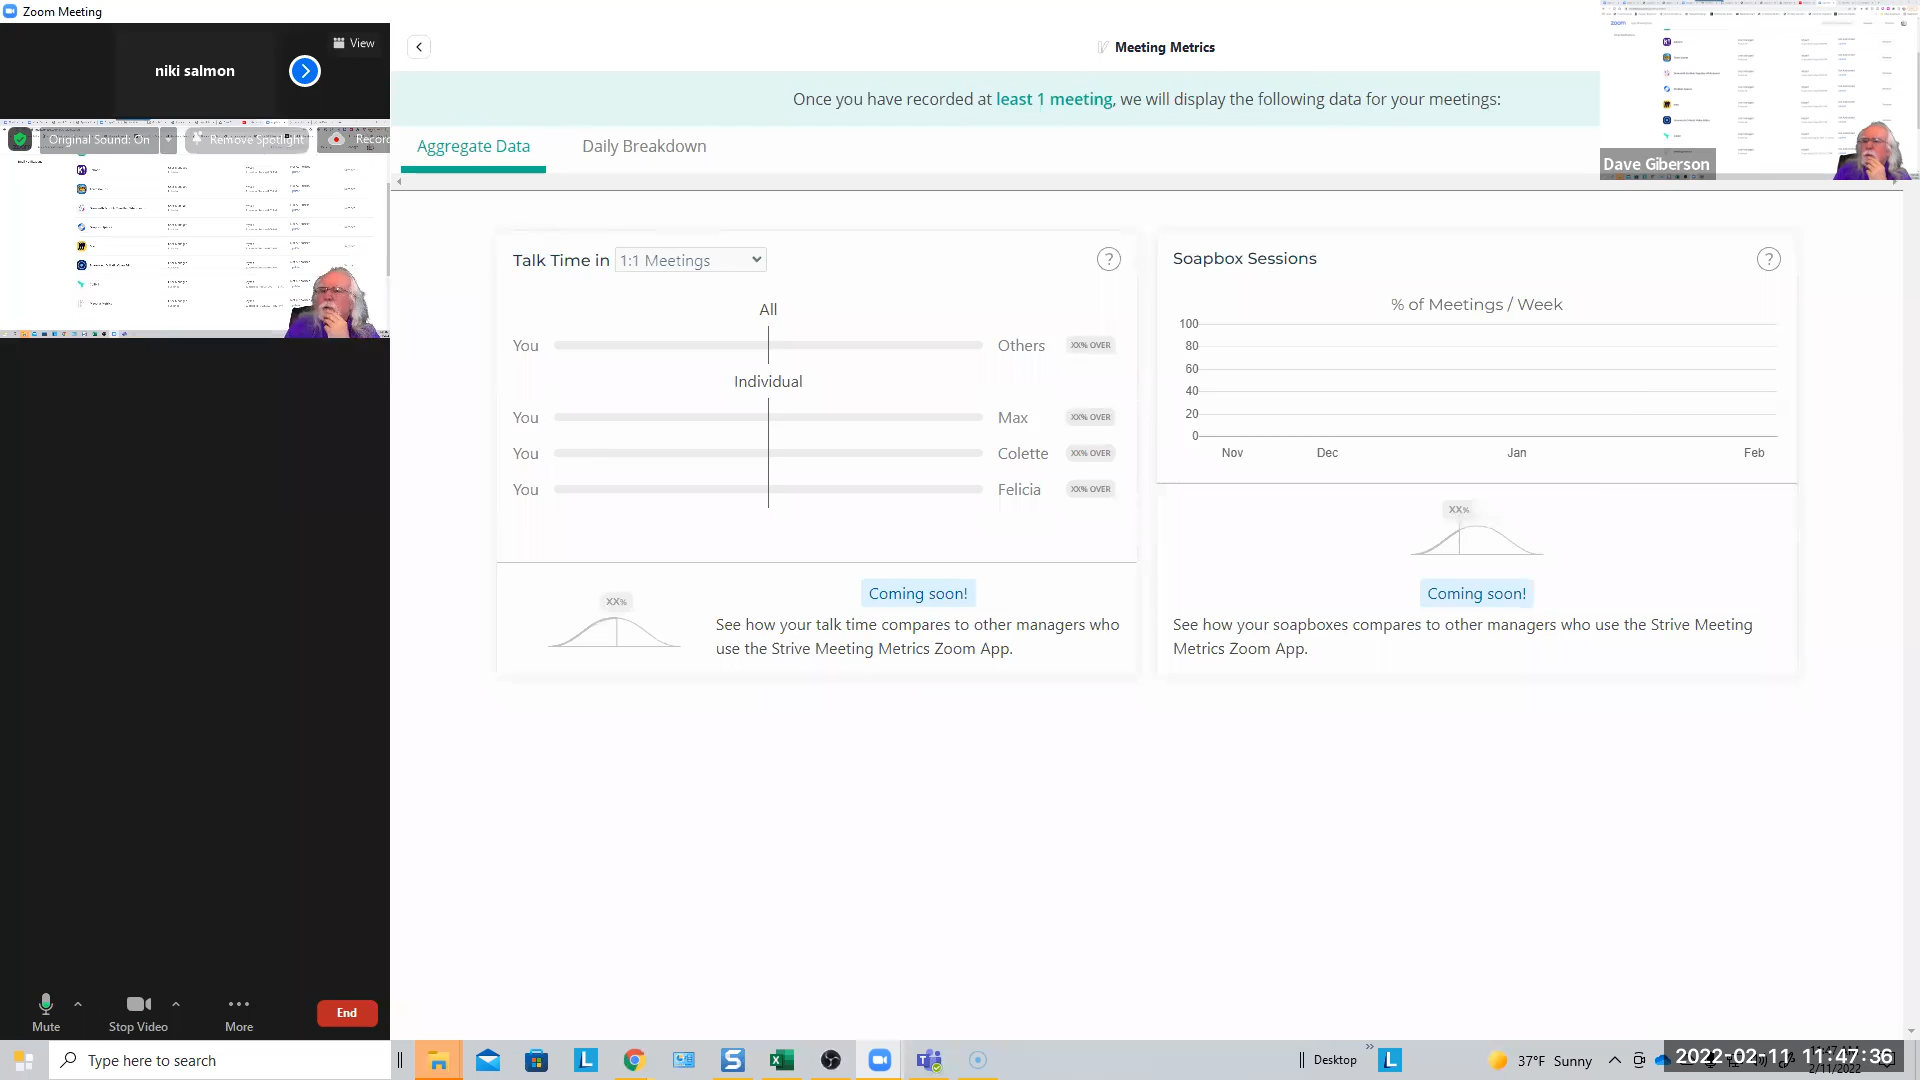 Zoom Meeting
niki salmon
View
Original Sound: On
Remove Spotlight
Recor
Meeting Metrics
Once you have recorded at least 1 meeting, we will display the following data for your meetings:
Aggregate Data
Daily Breakdown
zoom
Dave Giberson
Talk Time in 1:1 Meetings
?
All
You
Others
XX% OVER
Individual
You
Max
XX% OVER
You
Colette
XX% OVER
You
Felicia
XX% OVER
XX%
Coming soon!
See how your talk time compares to other managers who
use the Strive Meeting Metrics Zoom App.
Soapbox Sessions
?
% of Meetings / Week
100
80
60
40
20
0
Nov
Dec
Jan
Feb
XX%
Coming soon!
See how your soapboxes compares to other managers who use the Strive Meeting
Metrics Zoom App.
Mute
Stop Video
More
End
Type here to search
Desktop
37°F Sunny
2022-02-11 11:47:36
2/11/2022